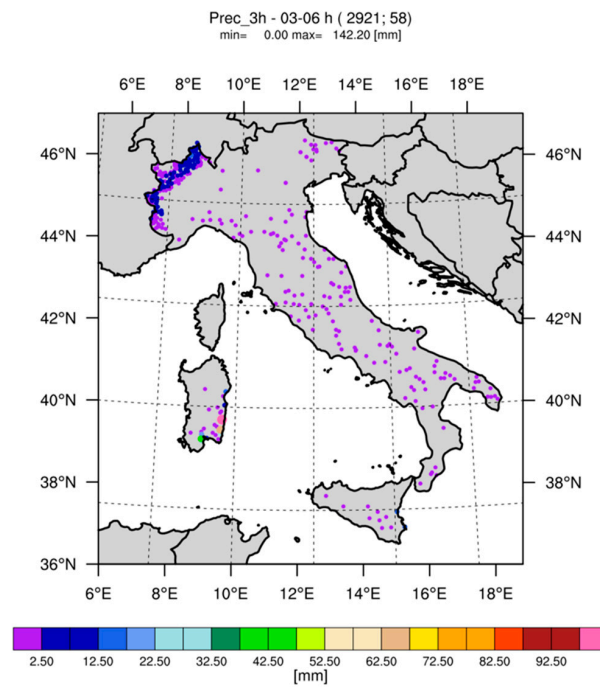 Prec_3h - 03-06 h ( 2921; 58)
min= 0.00 max= 142.20 [mm]
6°E 8°E 10°E 12°E 14°E 16°E 18°E
46°N 46°N
44°N 44°N
42°N 42°N
40°N 40°N
38°N 38°N
36°N 36°N
6°E 8°E 10°E 12°E 14°E 16°E 18°E
2.50 12.50 22.50 32.50 42.50 52.50 62.50 72.50 82.50 92.50
[mm]